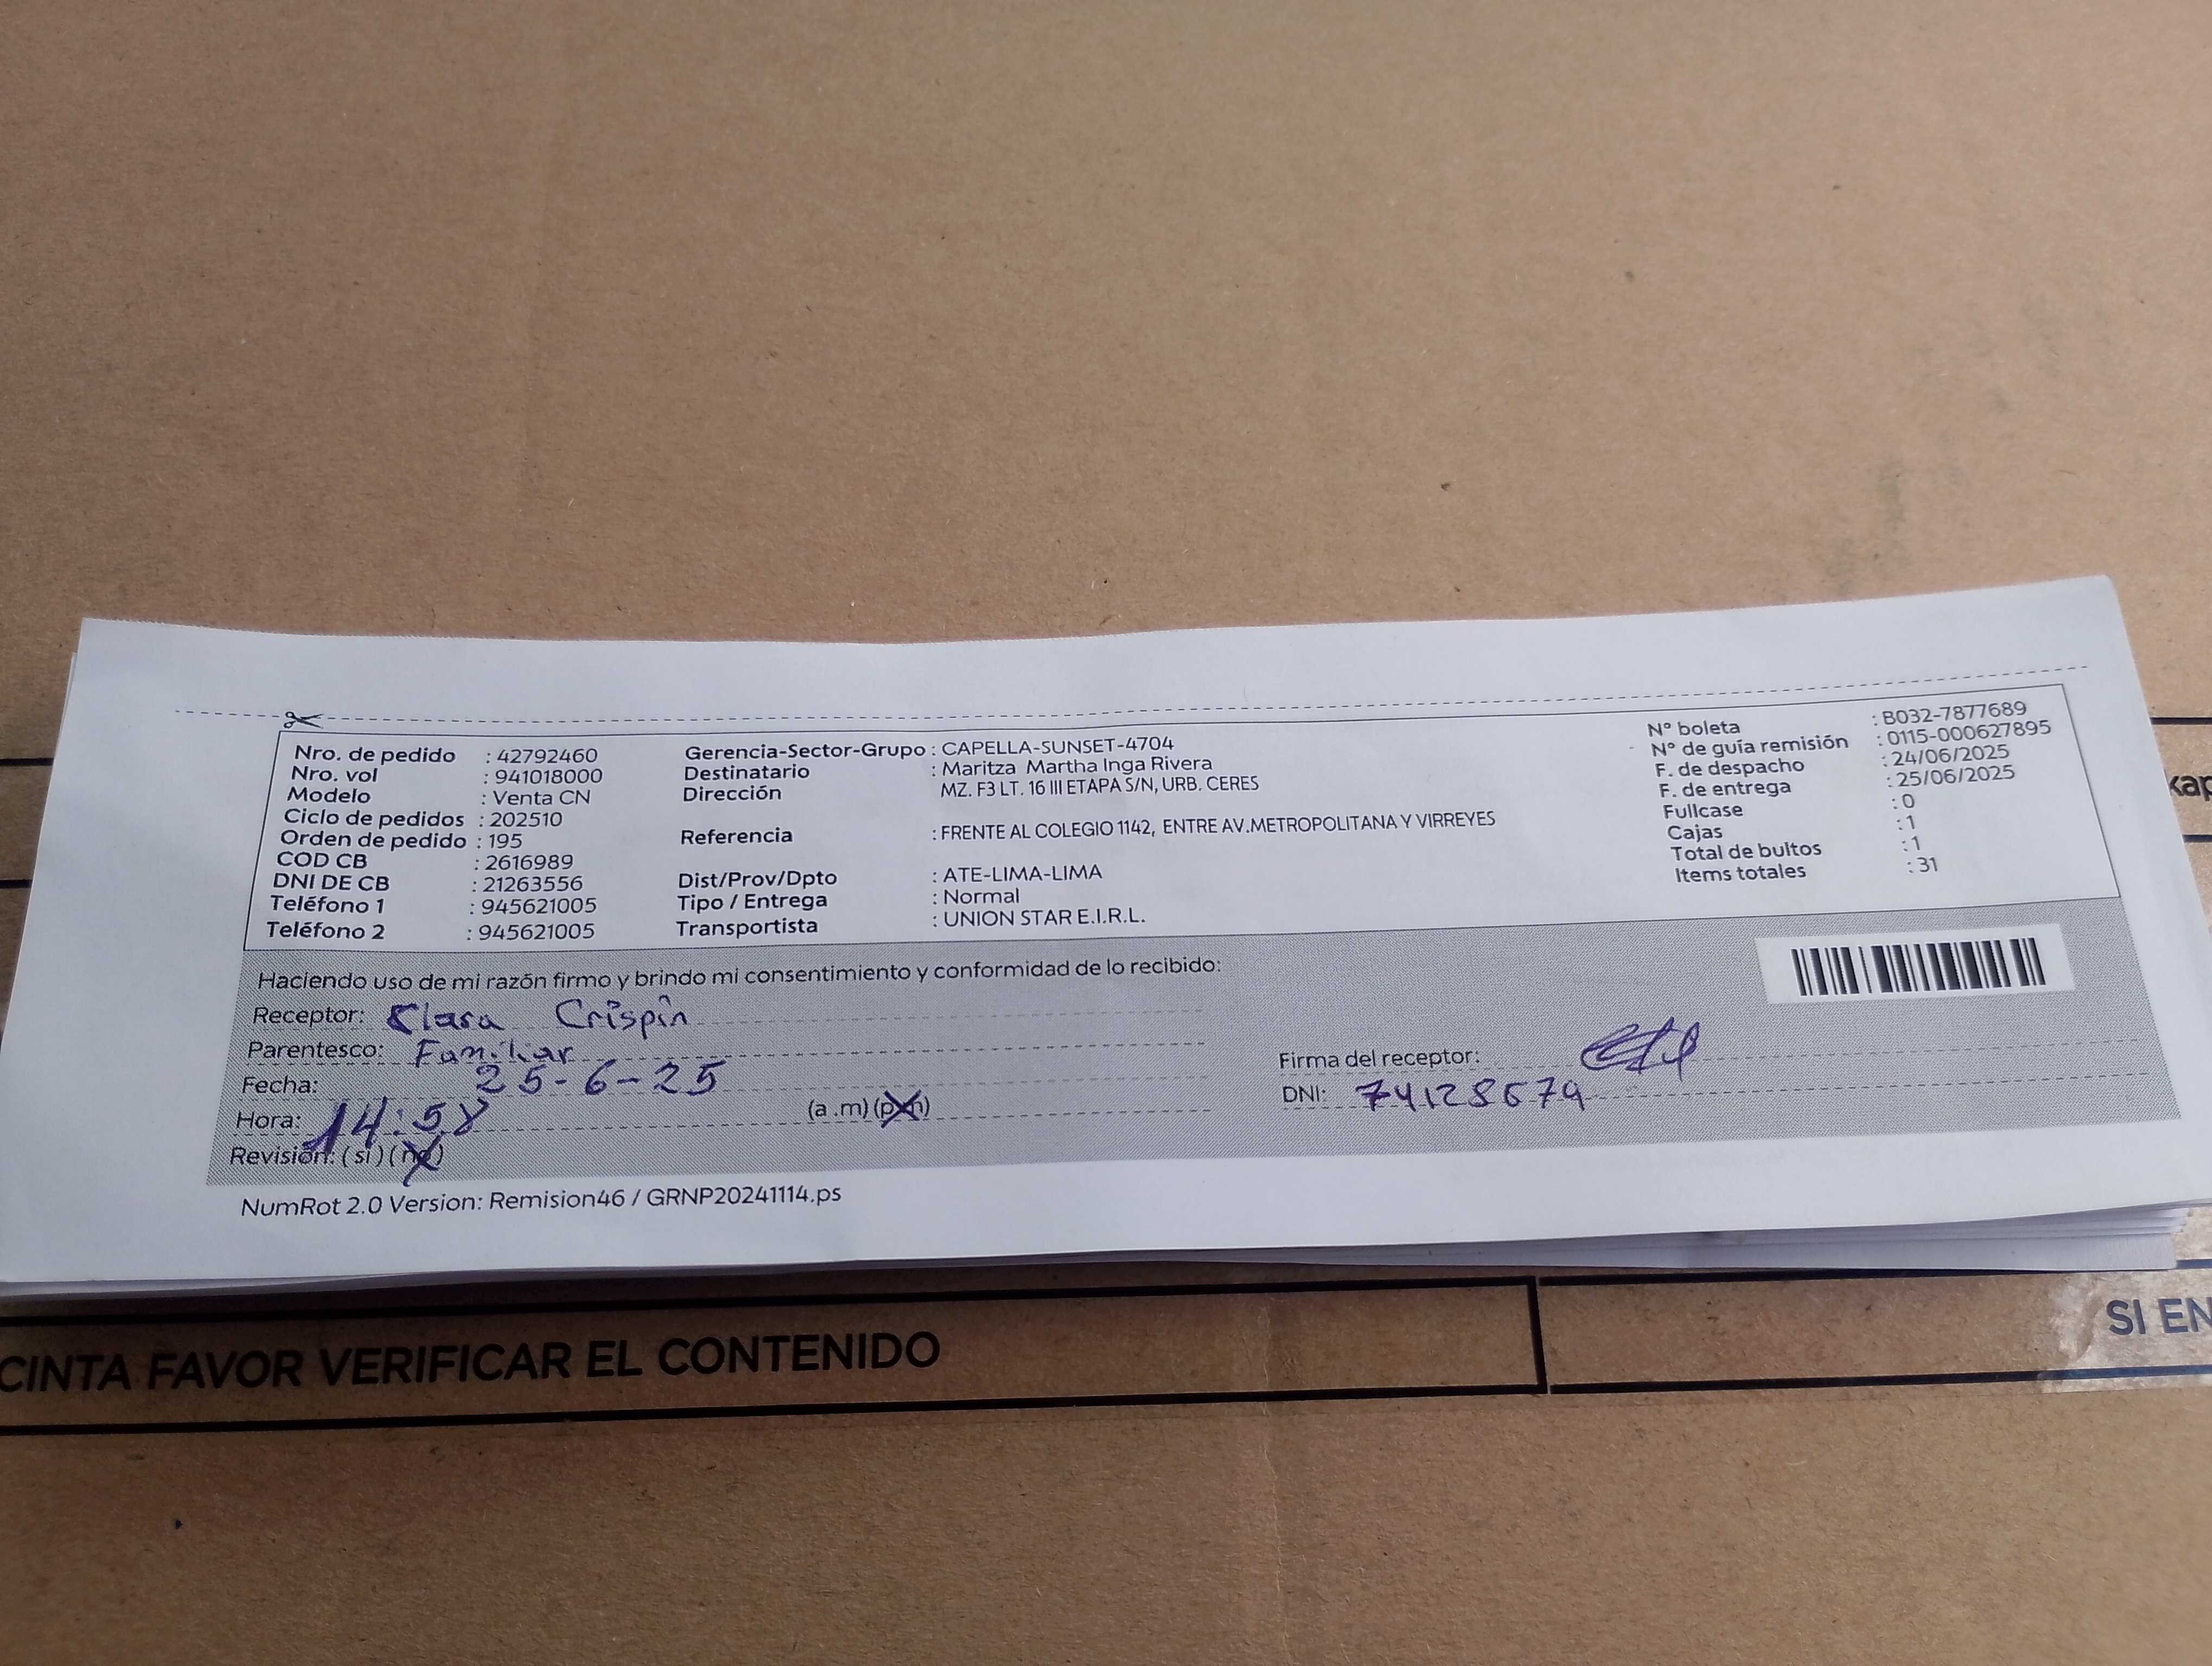 Nro. de pedido : 42792460
Nro. vol : 941018000
Modelo : Venta CN
Ciclo de pedidos : 202510
Orden de pedido : 195
COD CB : 2616989
DNI DE CB : 21263556
Teléfono 1 : 945621005
Teléfono 2 : 945621005
Gerencia-Sector-Grupo : CAPELLA-SUNSET-4704
Destinatario : Maritza Martha Inga Rivera
Dirección MZ. F3 LT. 16 III ETAPA S/N, URB. CERES
Referencia : FRENTE AL COLEGIO 1142, ENTRE AV.METROPOLITANA Y VIRREYES
Dist/Prov/Dpto : ATE-LIMA-LIMA
Tipo / Entrega : Normal
Transportista : UNION STAR E.I.R.L.
N° boleta : B032-7877689
N° de guía remisión : 0115-000627895
F. de despacho : 24/06/2025
F. de entrega : 25/06/2025
Fullcase : 0
Cajas : 1
Total de bultos : 1
Items totales : 31
Haciendo uso de mi razón firmo y brindo mi consentimiento y conformidad de lo recibido:
Receptor: Clara Crispin
Parentesco: Familiar
Fecha: 25-6-25
Hora: 14:58 (a .m) (p.m)
Revisión: (si) (no)
Firma del receptor:
DNI: 74128679
NumRot 2.0 Version: Remision46 / GRNP20241114.ps
CINTA FAVOR VERIFICAR EL CONTENIDO
SI EN